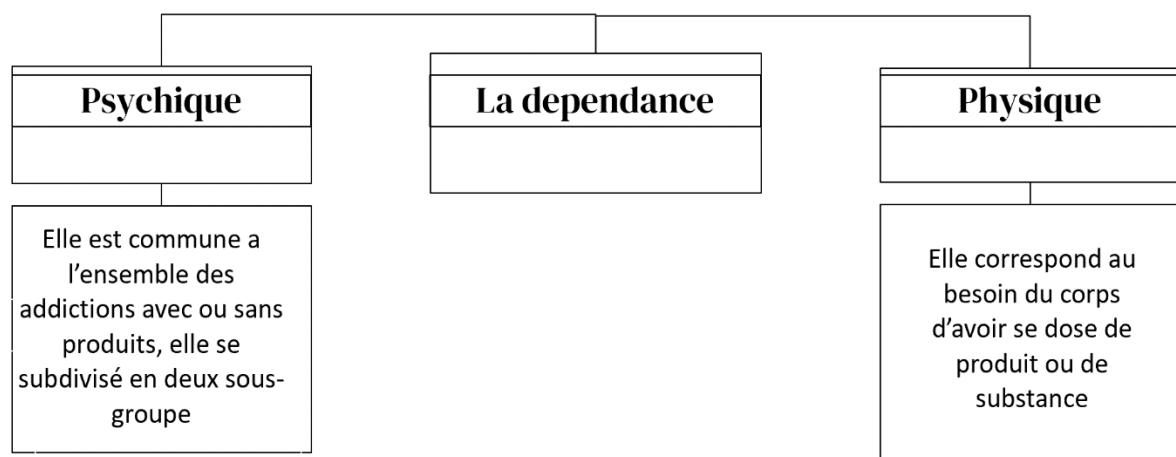 Psychique
La dependance
Physique
Elle est commune a
l’ensemble des
addictions avec ou sans
produits, elle se
subdivisé en deux sous-
groupe
Elle correspond au
besoin du corps
d’avoir se dose de
produit ou de
substance